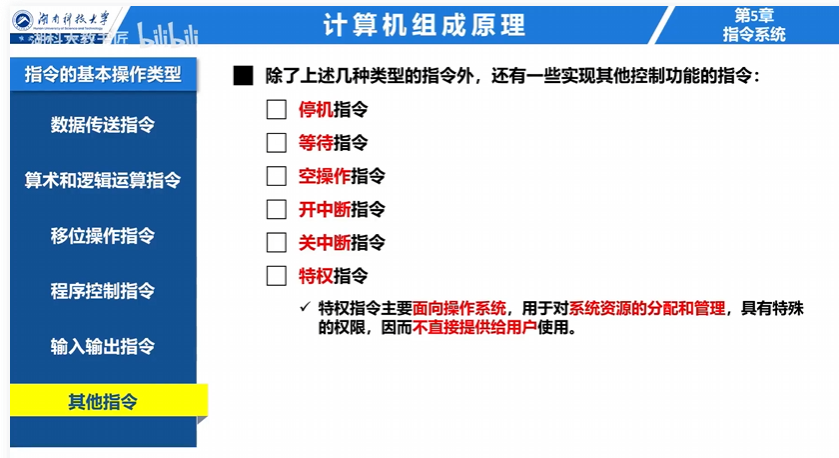 湖南科技大学
计算机组成原理
第5章
指令系统
bilibili
指令的基本操作类型
数据传送指令
算术和逻辑运算指令
移位操作指令
程序控制指令
输入输出指令
其他指令
除了上述几种类型的指令外，还有一些实现其他控制功能的指令：
停机指令
等待指令
空操作指令
开中断指令
关中断指令
特权指令
✓ 特权指令主要面向操作系统，用于对系统资源的分配和管理，具有特殊
的权限，因而不直接提供给用户使用。